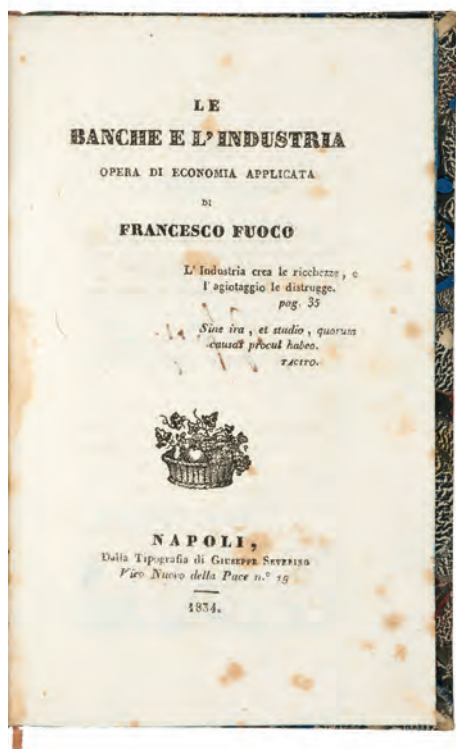 LE
BANCHE E L'INDUSTRIA
OPERA DI ECONOMIA APPLICATA
DI
FRANCESCO FUOCO
L'Industria crea le ricchezze, e
l'agiotaggio le distrugge.
pag. 35
Sine ira, et studio, quorum
causas procul habeo.
TACITO.
NAPOLI,
Dalla Tipografia di GIUSEPPE SEVERINO
Vico Nuovo della Pace n.° 19
1834.